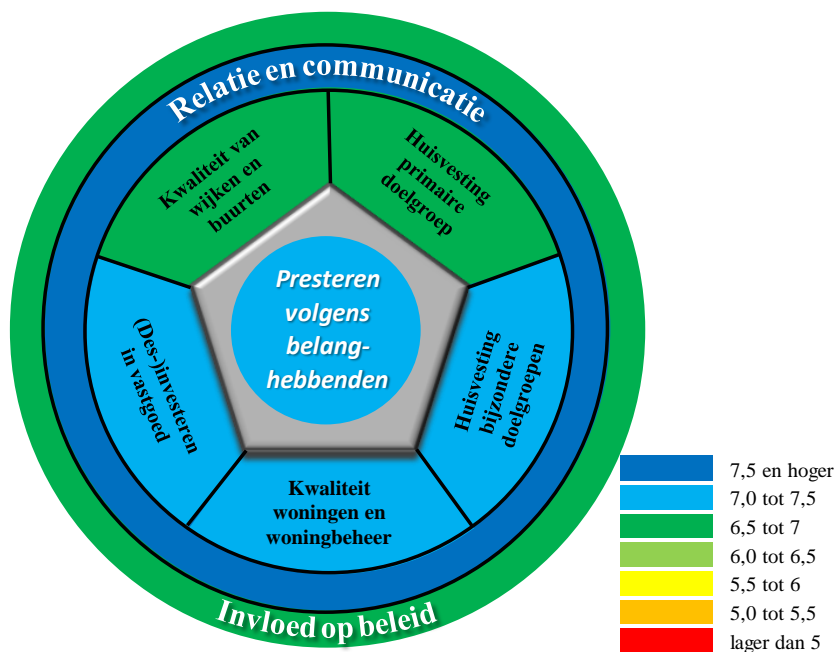 Relatie en communicatie
Kwaliteit van
wijken en
buurten
Huisvesting
primaire
doelgroep
Presteren
volgens
belang-
hebbenden
(Des-)investeren
in vastgoed
Huisvesting
bijzondere
doelgroepen
Kwaliteit
woningen en
woningbeheer
Invloed op beleid
7,5 en hoger
7,0 tot 7,5
6,5 tot 7
6,0 tot 6,5
5,5 tot 6
5,0 tot 5,5
lager dan 5